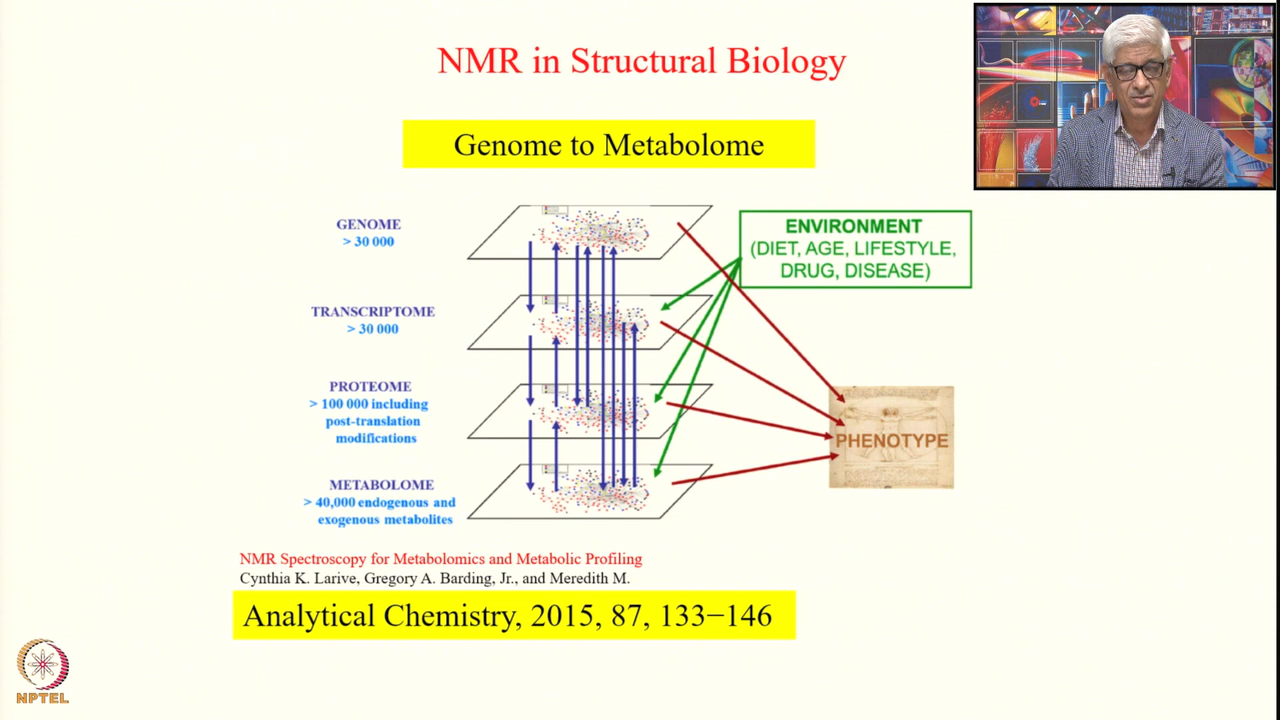 NMR in Structural Biology
Genome to Metabolome
GENOME
> 30 000
TRANSCRIPTOME
> 30 000
PROTEOME
> 100 000 including
post-translation
modifications
METABOLOME
> 40,000 endogenous and
exogenous metabolites
ENVIRONMENT
(DIET, AGE, LIFESTYLE,
DRUG, DISEASE)
PHENOTYPE
NMR Spectroscopy for Metabolomics and Metabolic Profiling
Cynthia K. Larive, Gregory A. Barding, Jr., and Meredith M.
Analytical Chemistry, 2015, 87, 133−146
NPTEL